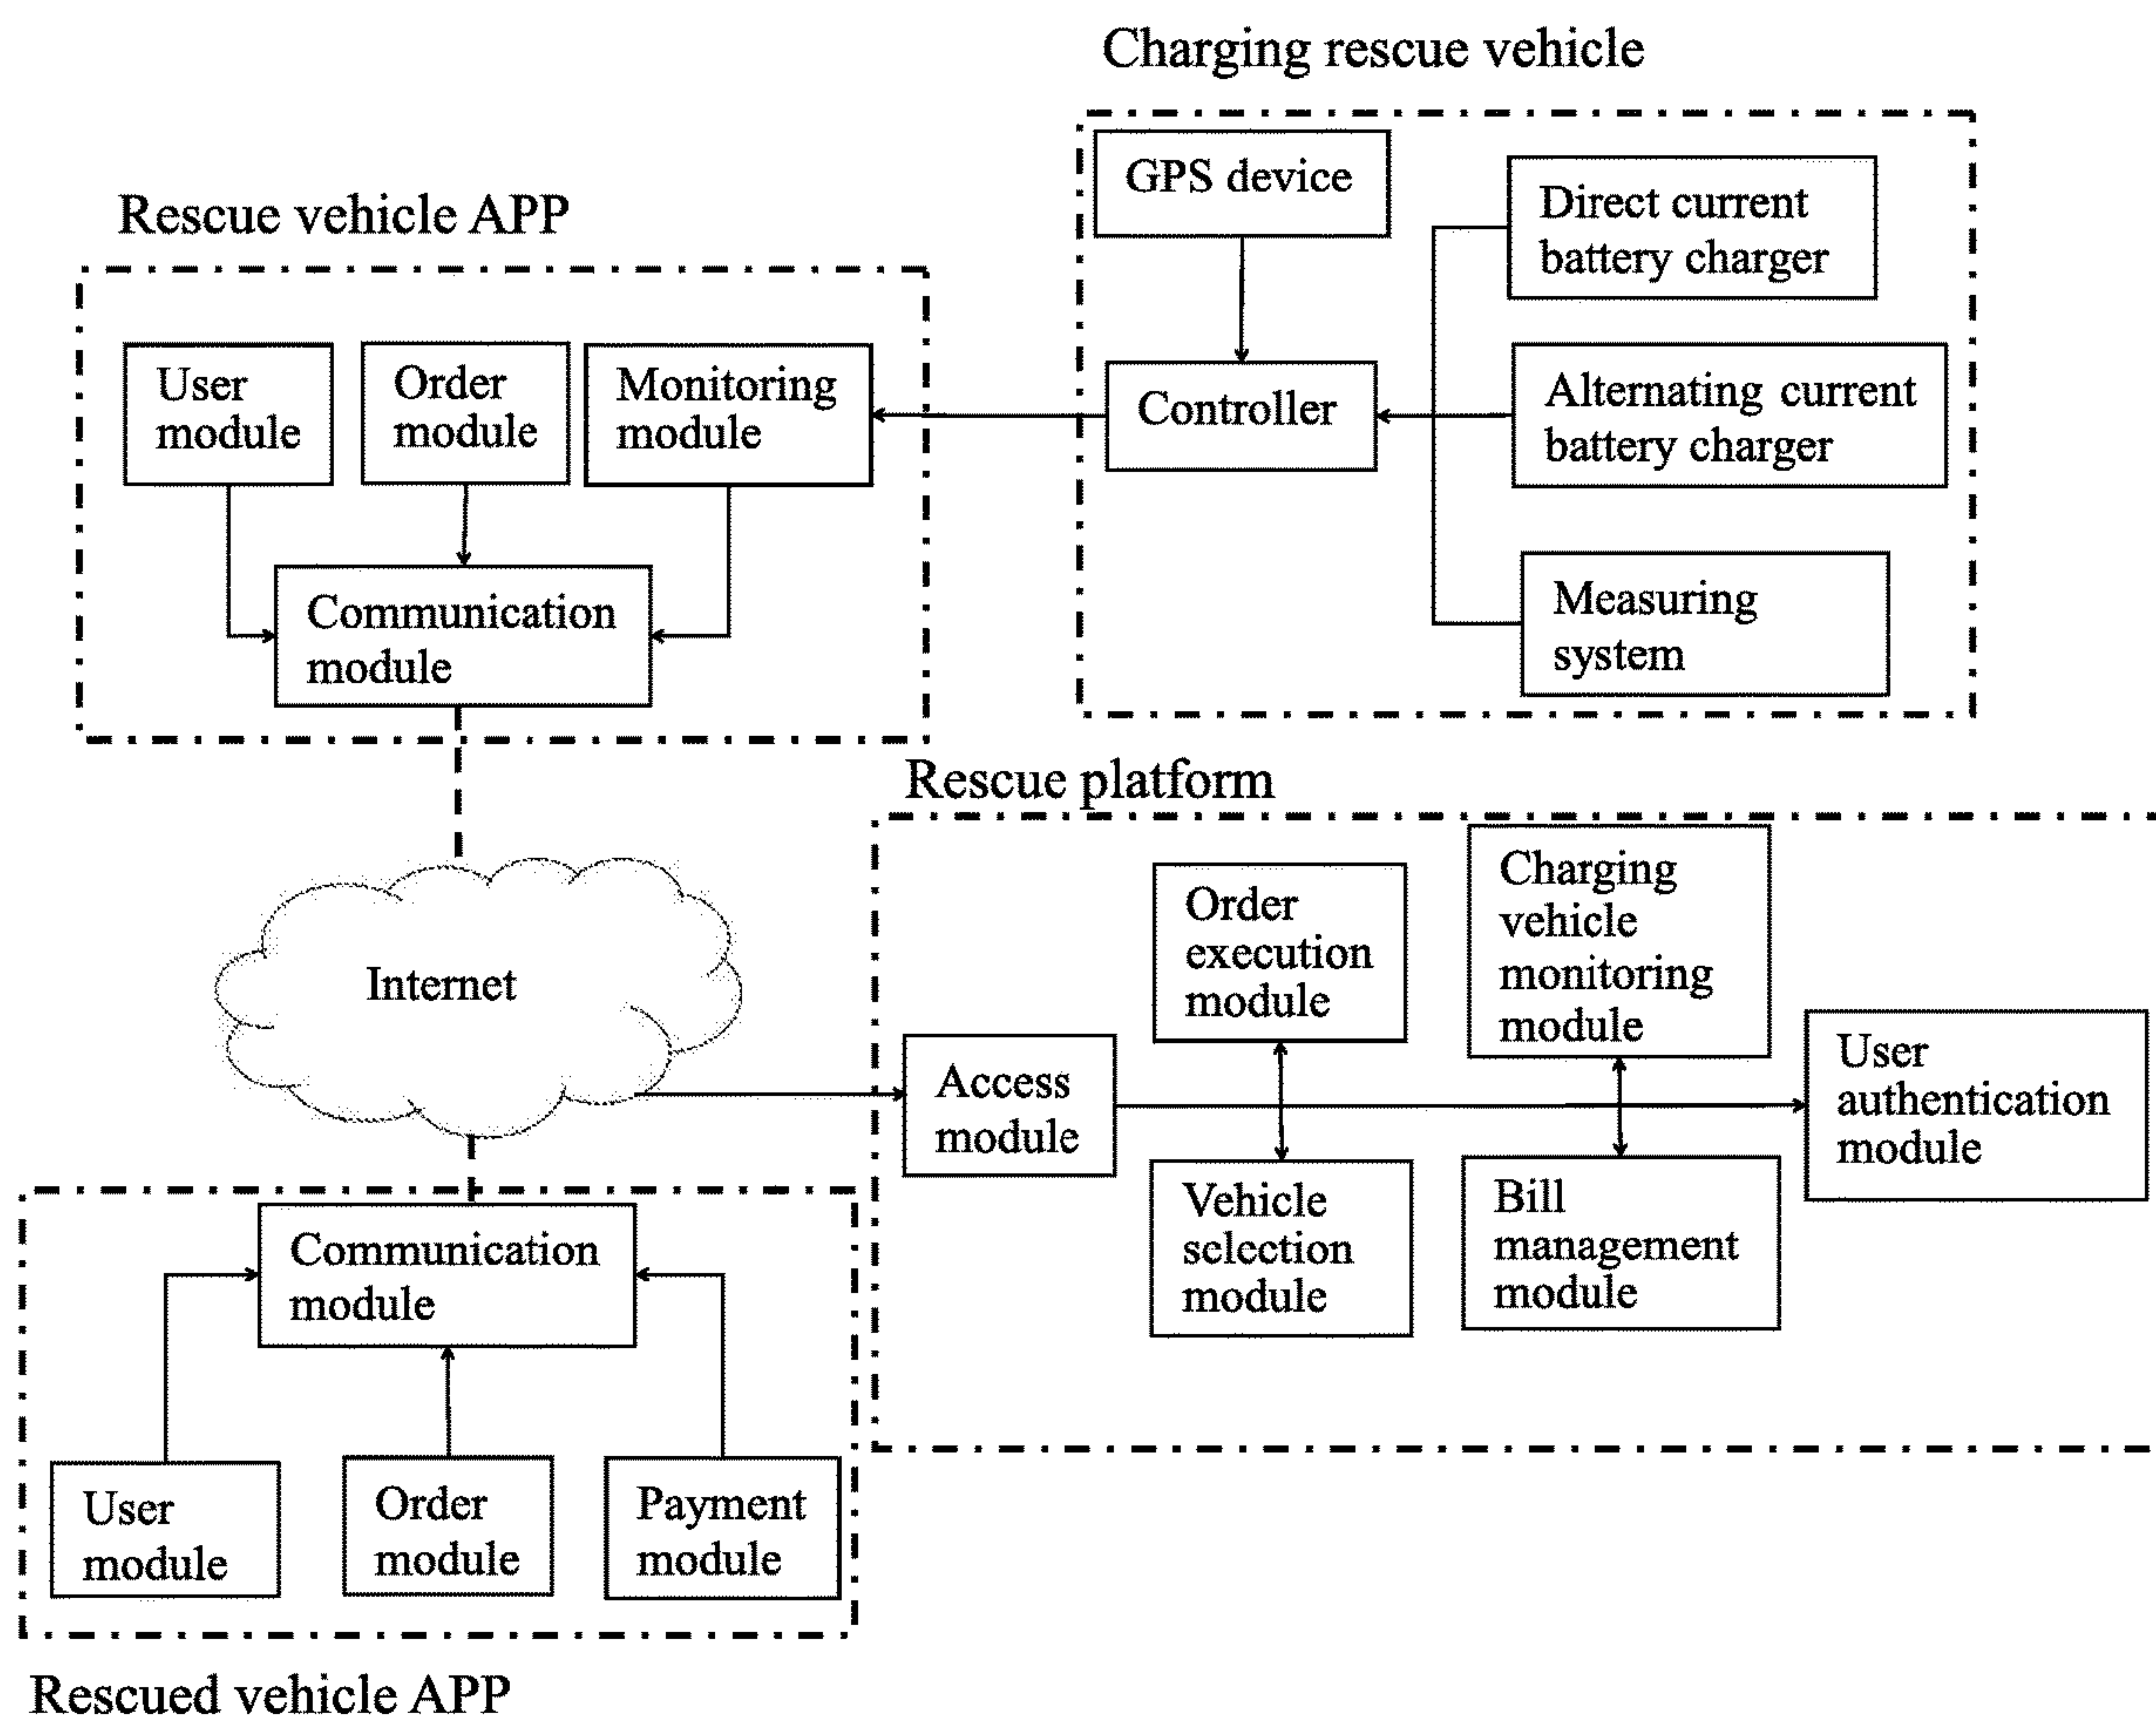 Charging rescue vehicle
GPS device
Direct current
battery charger
Rescue vehicle APP
User
module
Order
module
Monitoring
module
Controller
Alternating current
battery charger
Communication
module
Measuring
system
Rescue platform
Internet
Order
execution
module
Charging
vehicle
monitoring
module
Access
module
User
authentication
module
Vehicle
selection
module
Bill
management
module
Communication
module
User
module
Order
module
Payment
module
Rescued vehicle APP